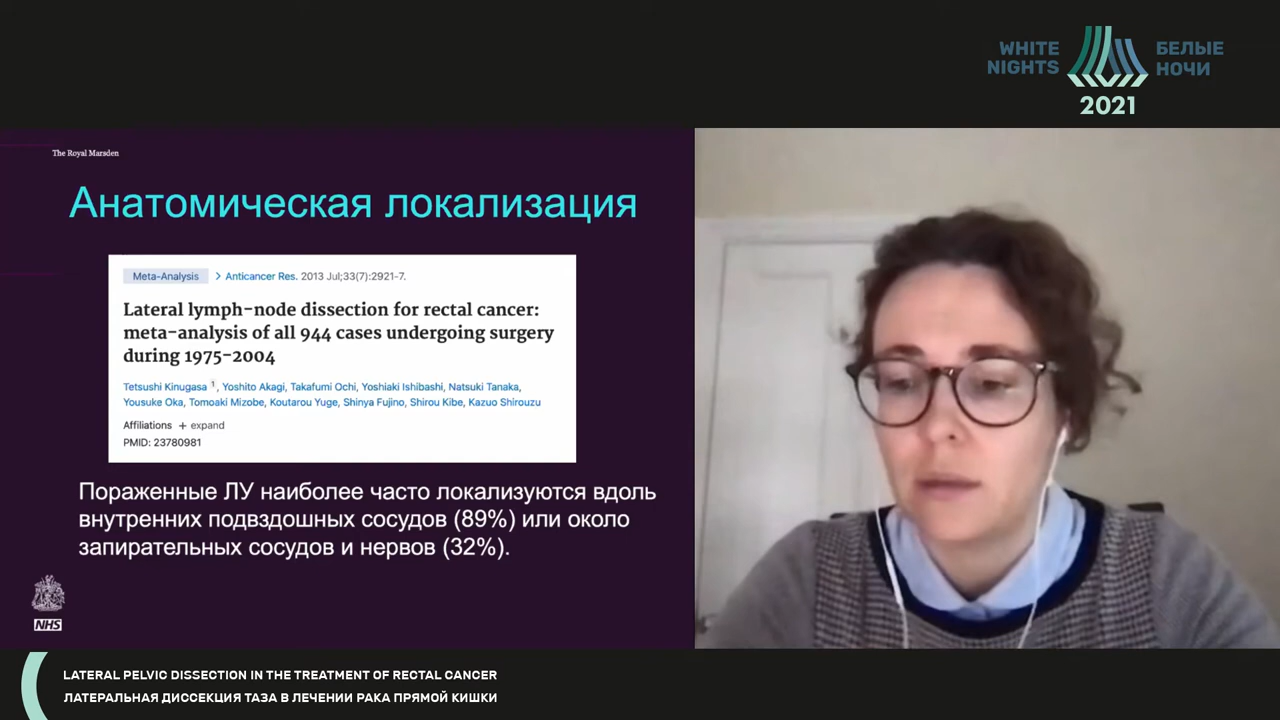 WHITE NIGHTS
БЕЛЫЕ НОЧИ
2021
The Royal Marsden
Анатомическая локализация
Meta-Analysis > Anticancer Res. 2013 Jul;33(7):2921-7.
Lateral lymph-node dissection for rectal cancer:
meta-analysis of all 944 cases undergoing surgery
during 1975-2004
Tetsushi Kinugasa 1, Yoshito Akagi, Takafumi Ochi, Yoshiaki Ishibashi, Natsuki Tanaka,
Yousuke Oka, Tomoaki Mizobe, Koutarou Yuge, Shinya Fujino, Shirou Kibe, Kazuo Shirouzu
Affiliations + expand
PMID: 23780981
Пораженные ЛУ наиболее часто локализуются вдоль
внутренних подвздошных сосудов (89%) или около
запирательных сосудов и нервов (32%).
NHS
LATERAL PELVIC DISSECTION IN THE TREATMENT OF RECTAL CANCER
ЛАТЕРАЛЬНАЯ ДИССЕКЦИЯ ТАЗА В ЛЕЧЕНИИ РАКА ПРЯМОЙ КИШКИ